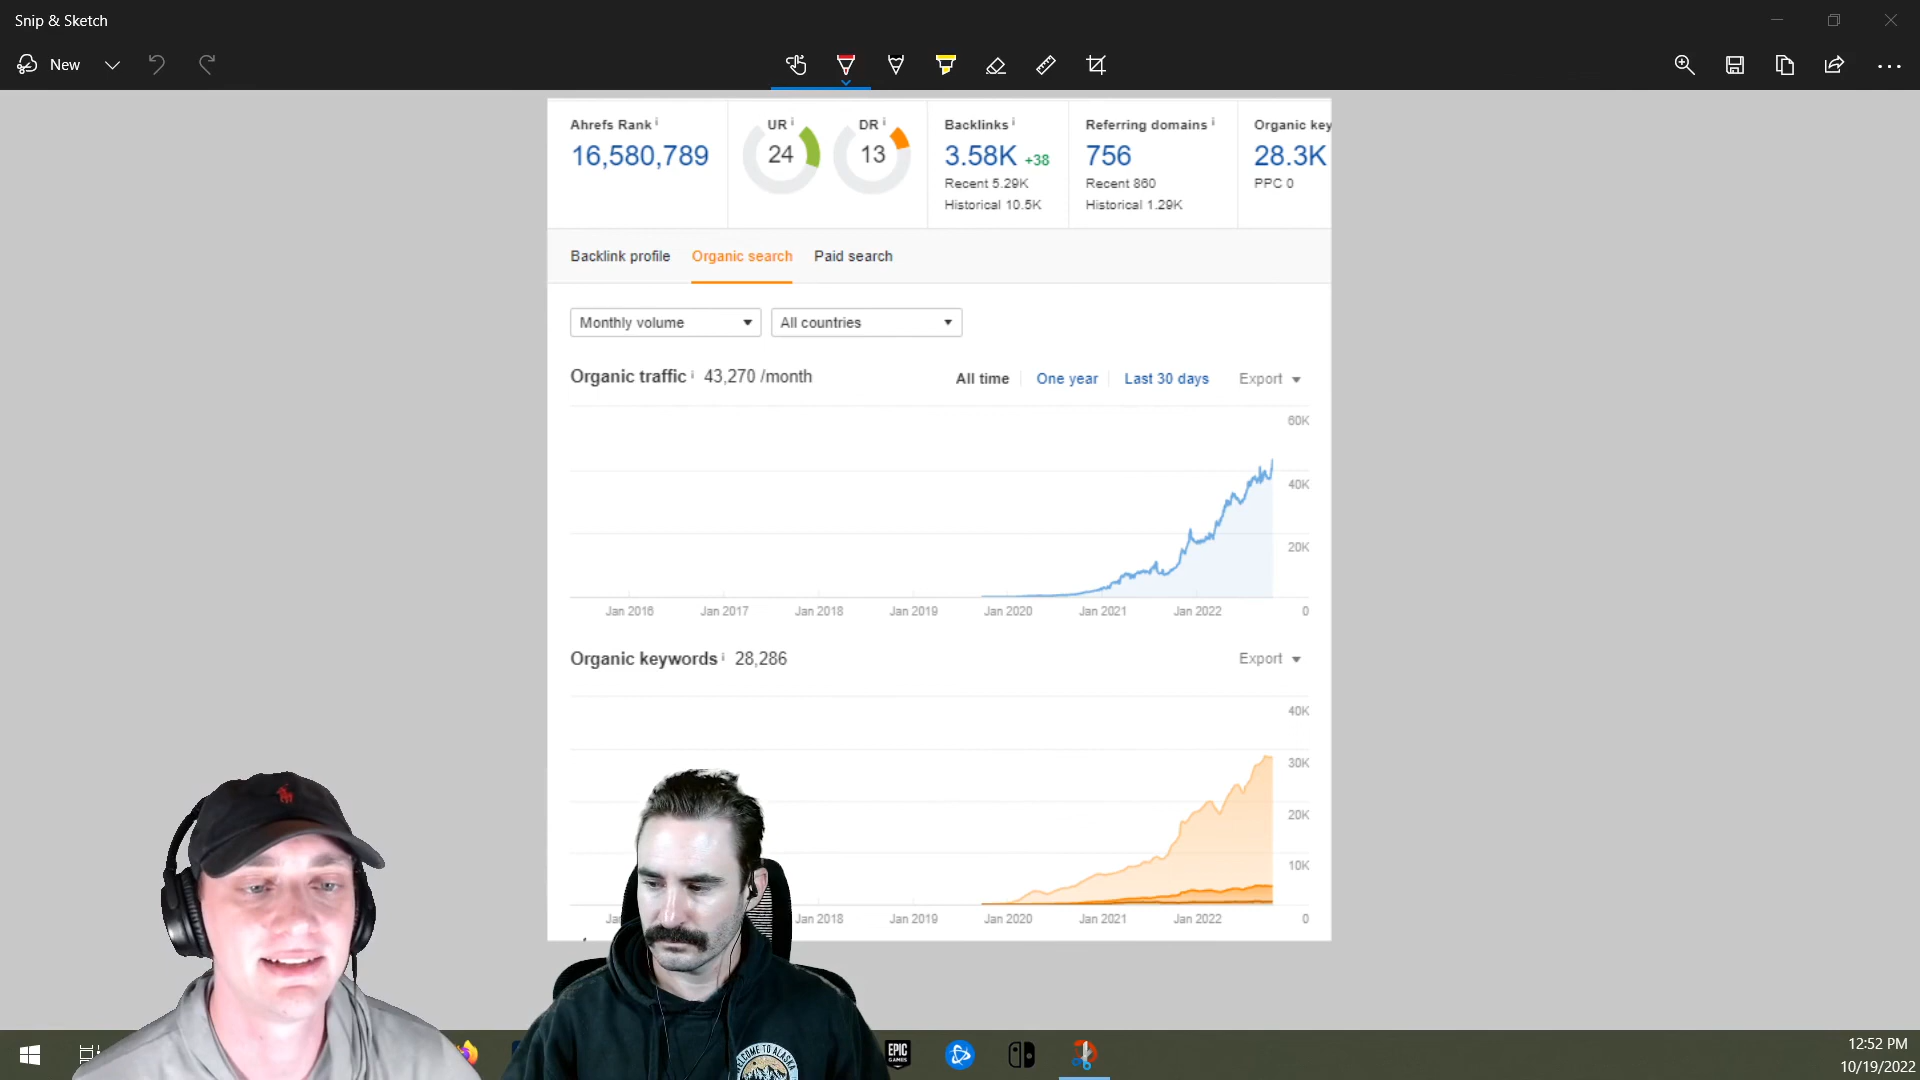 Snip & Sketch
New
Ahrefs Rank i
16,580,789
UR i
24
DR i
13
Backlinks i
3.58K +38
Recent 5.29K
Historical 10.5K
Referring domains i
756
Recent 860
Historical 1.29K
Organic key
28.3K
PPC 0
Backlink profile Organic search Paid search
Monthly volume All countries
Organic traffic i 43,270 /month All time One year Last 30 days Export
60K
40K
20K
Jan 2016 Jan 2017 Jan 2018 Jan 2019 Jan 2020 Jan 2021 Jan 2022 0
Organic keywords i 28,286 Export
40K
30K
20K
10K
Jan 2018 Jan 2019 Jan 2020 Jan 2021 Jan 2022 0
EPIC
GAMES
12:52 PM
10/19/2022